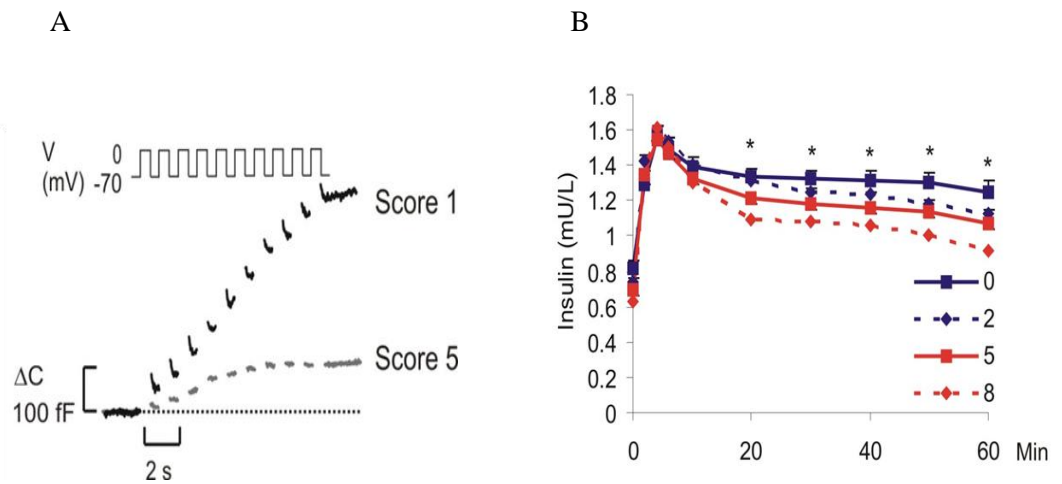 A
B
V
(mV)
0
-70
Score 1
Score 5
ΔC
100 fF
2 s
Insulin (mU/L)
1.8
1.6
1.4
1.2
1
0.8
0.6
0.4
0.2
0
* * * * *
0
2
5
8
0 20 40 60 Min